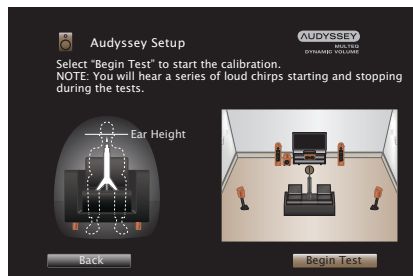 Audyssey Setup
AUDYSSEY
MULTEQ
DYNAMIC VOLUME
Select “Begin Test” to start the calibration.
NOTE: You will hear a series of loud chirps starting and stopping
during the tests.
Ear Height
Back
Begin Test